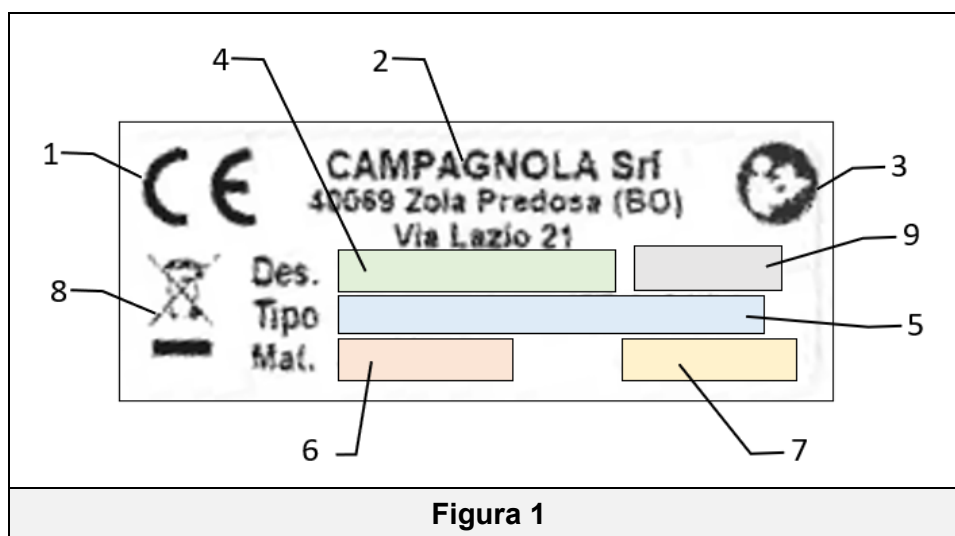 4 2
1 CE CAMPAGNOLA Srl 3
40069 Zola Predosa (BO)
Via Lazio 21
9
8 Des.
Tipo 5
Mat.
6 7
Figura 1